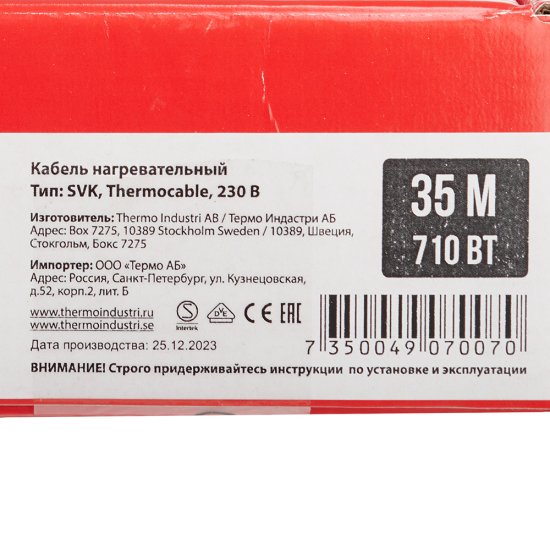 Кабель нагревательный
Тип: SVK, Thermocable, 230 В
35 М
710 ВТ
Изготовитель: Thermo Industri AB / Термо Индастри АБ
Адрес: Box 7275, 10389 Stockholm Sweden / 10389, Швеция,
Стокгольм, Бокс 7275
Импортер: ООО «Термо АБ»
Адрес: Россия, Санкт-Петербург, ул. Кузнецовская,
д.52, корп.2, лит. Б
www.thermoindustri.ru
www.thermoindustri.se
S
Intertek
DVE
CE
EAC
Дата производства: 25.12.2023
7 350049 070070
ВНИМАНИЕ! Строго придерживайтесь инструкции по установке и эксплуатации